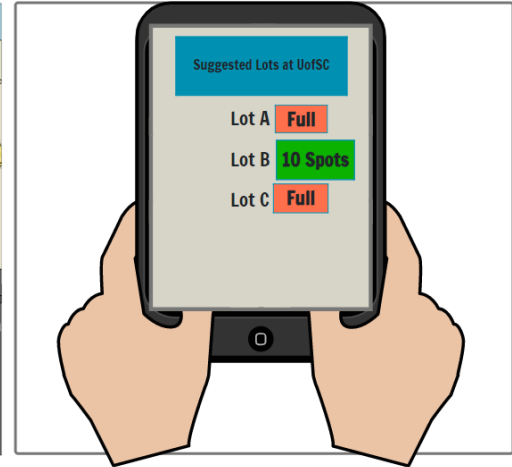 Suggested Lots at UofSC
Lot A Full
Lot B 10 Spots
Lot C Full